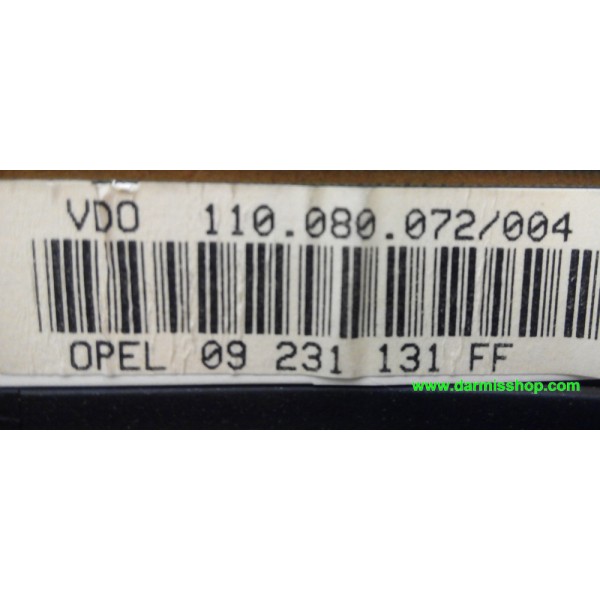 VDO 110.080.072/004
OPEL 09 231 131 FF
www.darmisshop.com